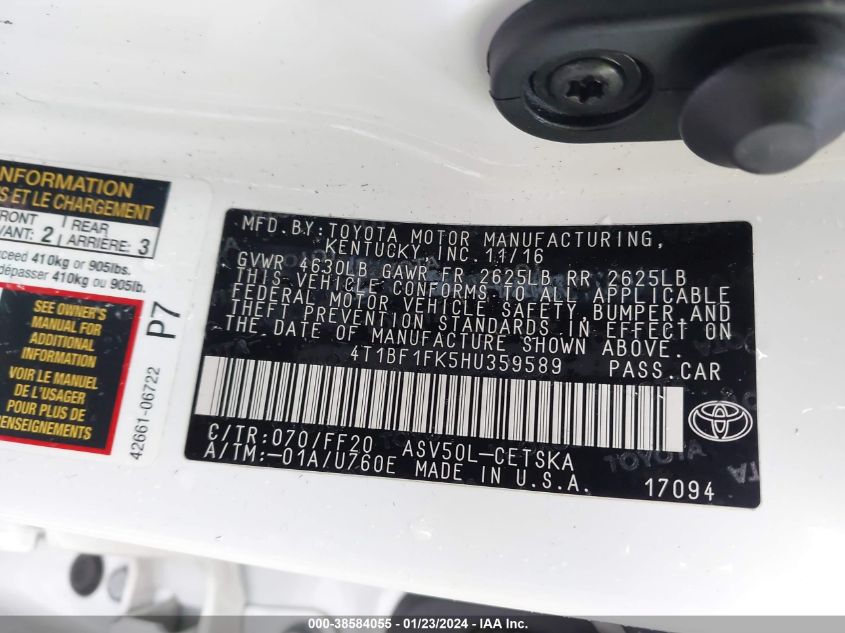 INFORMATION
S ET LE CHARGEMENT
FRONT
VANT: 2
REAR
ARRIÈRE: 3
xceed 410kg or 905lbs.
dépasser 410kg ou 905lb.
SEE OWNER'S
MANUAL FOR
ADDITIONAL
INFORMATION
VOIR LE MANUEL
DE L'USAGER
POUR PLUS DE
RENSEIGNEMENTS
P7
42661-06722
MFD. BY: TOYOTA MOTOR MANUFACTURING,
KENTUCKY, INC. 11/16
GVWR 4630LB GAWR FR 2625LB RR 2625LB
THIS VEHICLE CONFORMS TO ALL APPLICABLE
FEDERAL MOTOR VEHICLE SAFETY, BUMPER, AND
THEFT PREVENTION STANDARDS IN EFFECT ON
THE DATE OF MANUFACTURE SHOWN ABOVE.
4T1BF1FK5HU359589 PASS.CAR
C/TR:070/FF20 ASV50L-CETSKA
A/TM:-01A/U760E MADE IN U.S.A.
TOYOTA
17094
000-38584055 - 01/23/2024 - IAA Inc.